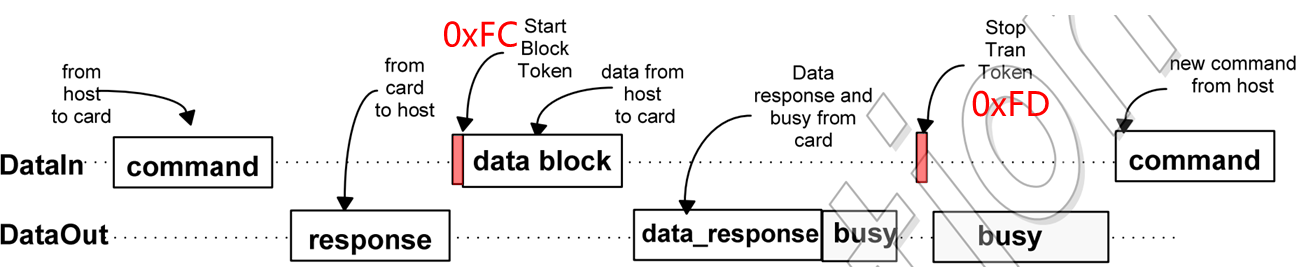 from
host
to card
from
card
to host
0xFC
Start
Block
Token
data from
host
to card
Data
response and
busy from
card
Stop
Tran
Token
0xFD
new command
from host
DataIn
command
data block
command
DataOut
response
data_response
busy
busy